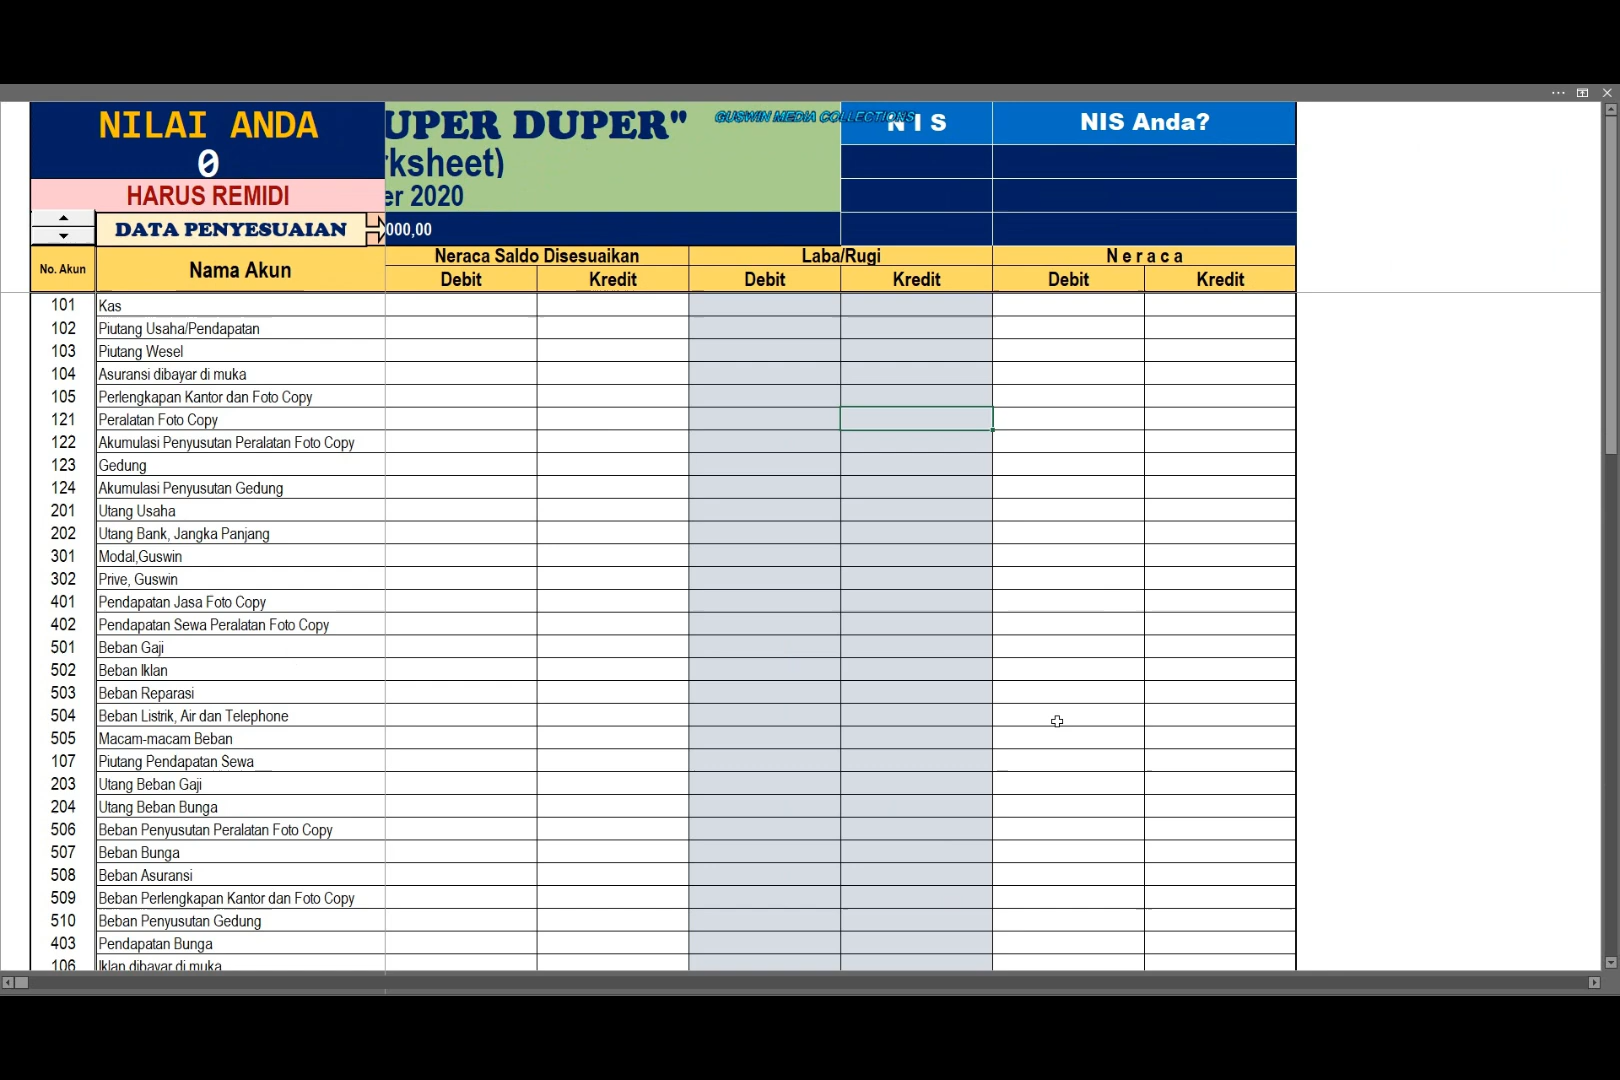 NILAI ANDA
0
HARUS REMIDI
DATA PENYESUAIAN
UPER DUPER"
ksheet)
er 2020
000,00
GUSWIN MEDIA COLLECTIONS
N I S
NIS Anda?
No. Akun
Nama Akun
Neraca Saldo Disesuaikan
Laba/Rugi
N e r a c a
Debit Kredit Debit Kredit Debit Kredit
101 Kas
102 Piutang Usaha/Pendapatan
103 Piutang Wesel
104 Asuransi dibayar di muka
105 Perlengkapan Kantor dan Foto Copy
121 Peralatan Foto Copy
122 Akumulasi Penyusutan Peralatan Foto Copy
123 Gedung
124 Akumulasi Penyusutan Gedung
201 Utang Usaha
202 Utang Bank, Jangka Panjang
301 Modal,Guswin
302 Prive, Guswin
401 Pendapatan Jasa Foto Copy
402 Pendapatan Sewa Peralatan Foto Copy
501 Beban Gaji
502 Beban Iklan
503 Beban Reparasi
504 Beban Listrik, Air dan Telephone
505 Macam-macam Beban
107 Piutang Pendapatan Sewa
203 Utang Beban Gaji
204 Utang Beban Bunga
506 Beban Penyusutan Peralatan Foto Copy
507 Beban Bunga
508 Beban Asuransi
509 Beban Perlengkapan Kantor dan Foto Copy
510 Beban Penyusutan Gedung
403 Pendapatan Bunga
106 Iklan dibayar di muka